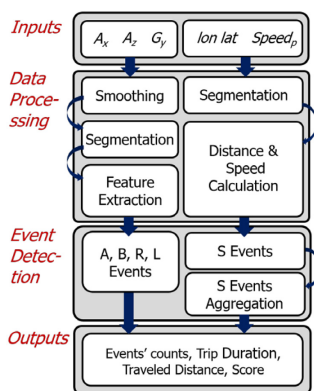 Inputs
Ax Az Gy
lon lat Speedp
Data
Proce-
ssing
Smoothing
Segmentation
Feature
Extraction
Segmentation
Distance &
Speed
Calculation
Event
Detec-
tion
A, B, R, L
Events
S Events
S Events
Aggregation
Outputs
Events' counts, Trip Duration,
Traveled Distance, Score